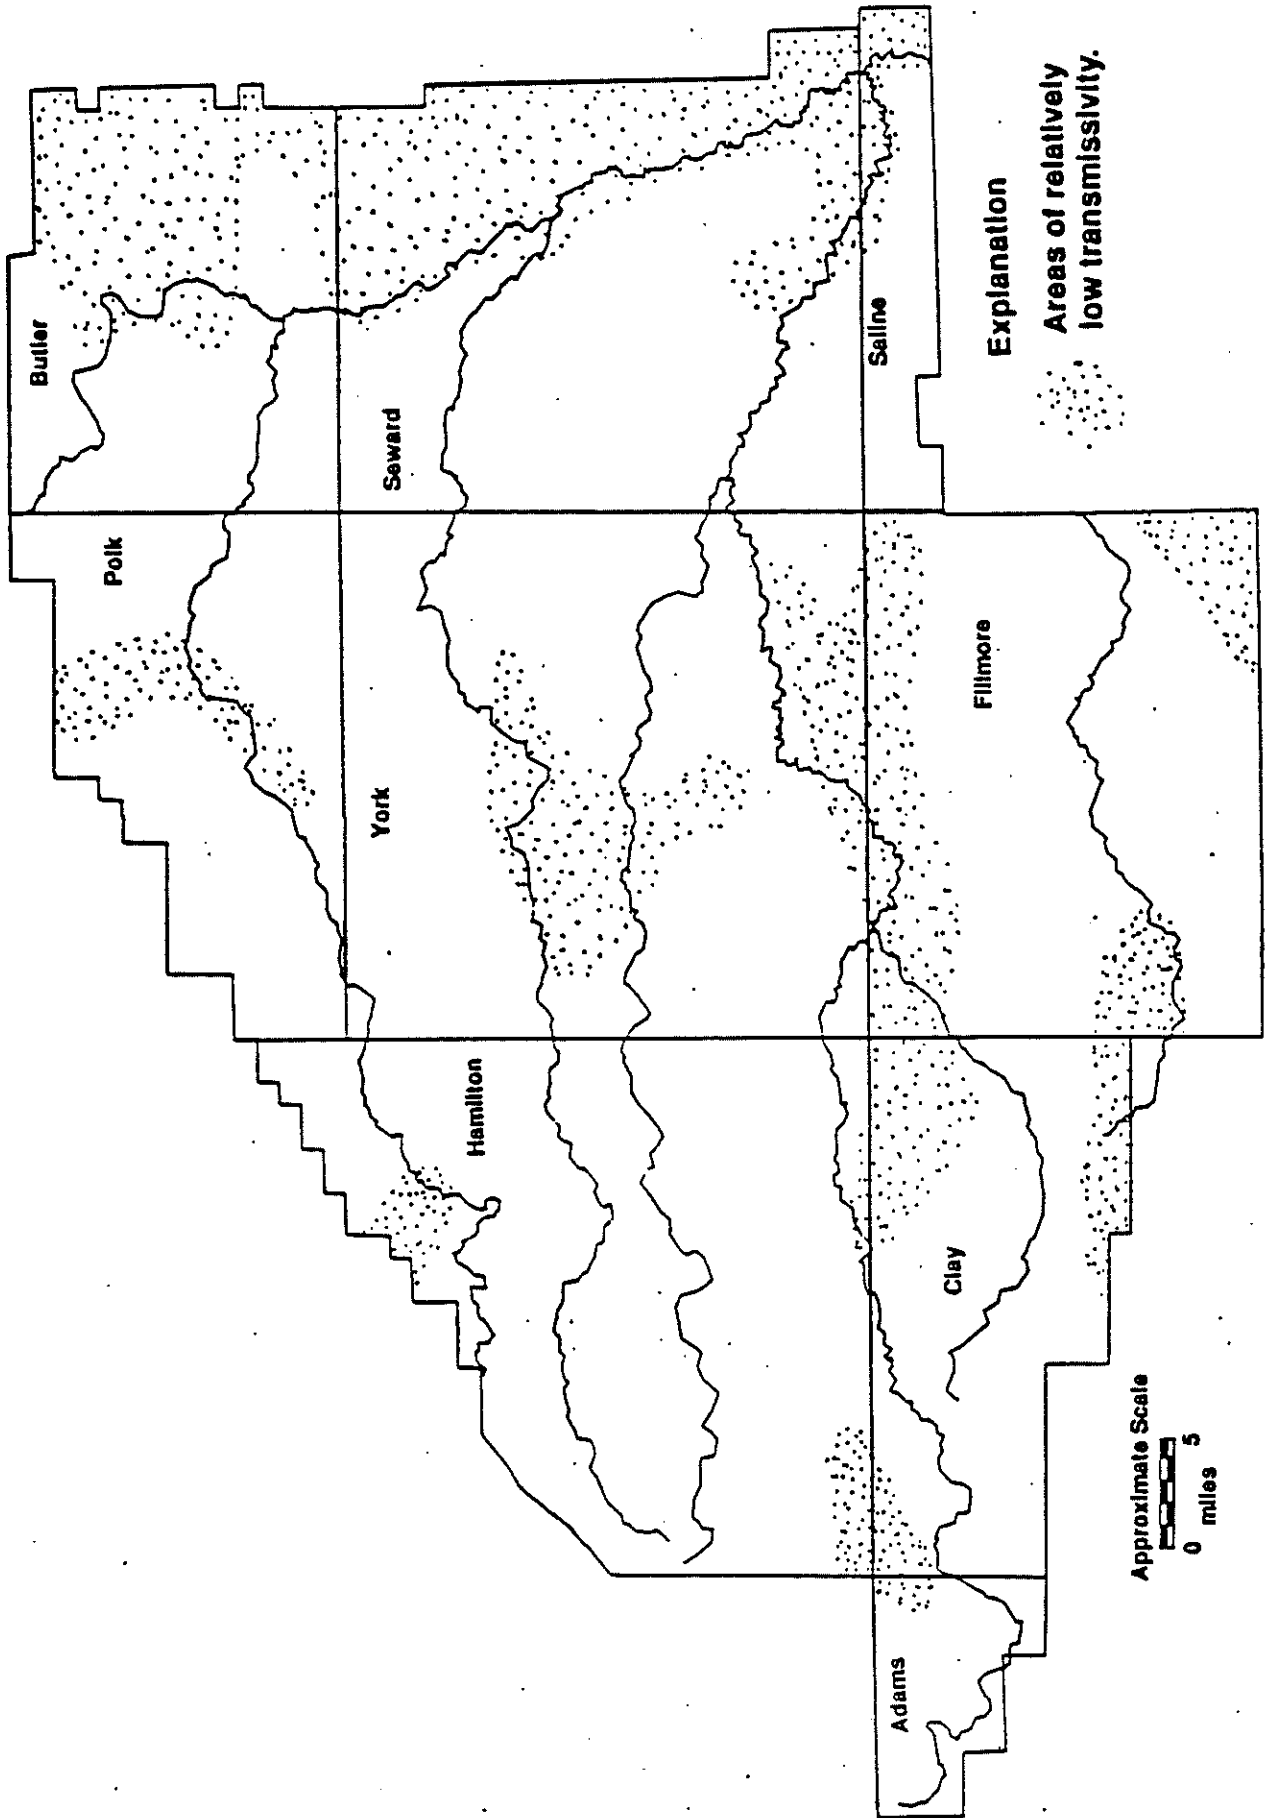 Butler
Polk
Seward
York
Hamilton
Saline
Fillmore
Clay
Adams
Explanation
Areas of relatively
low transmissivity.
Approximate Scale
0 5
miles